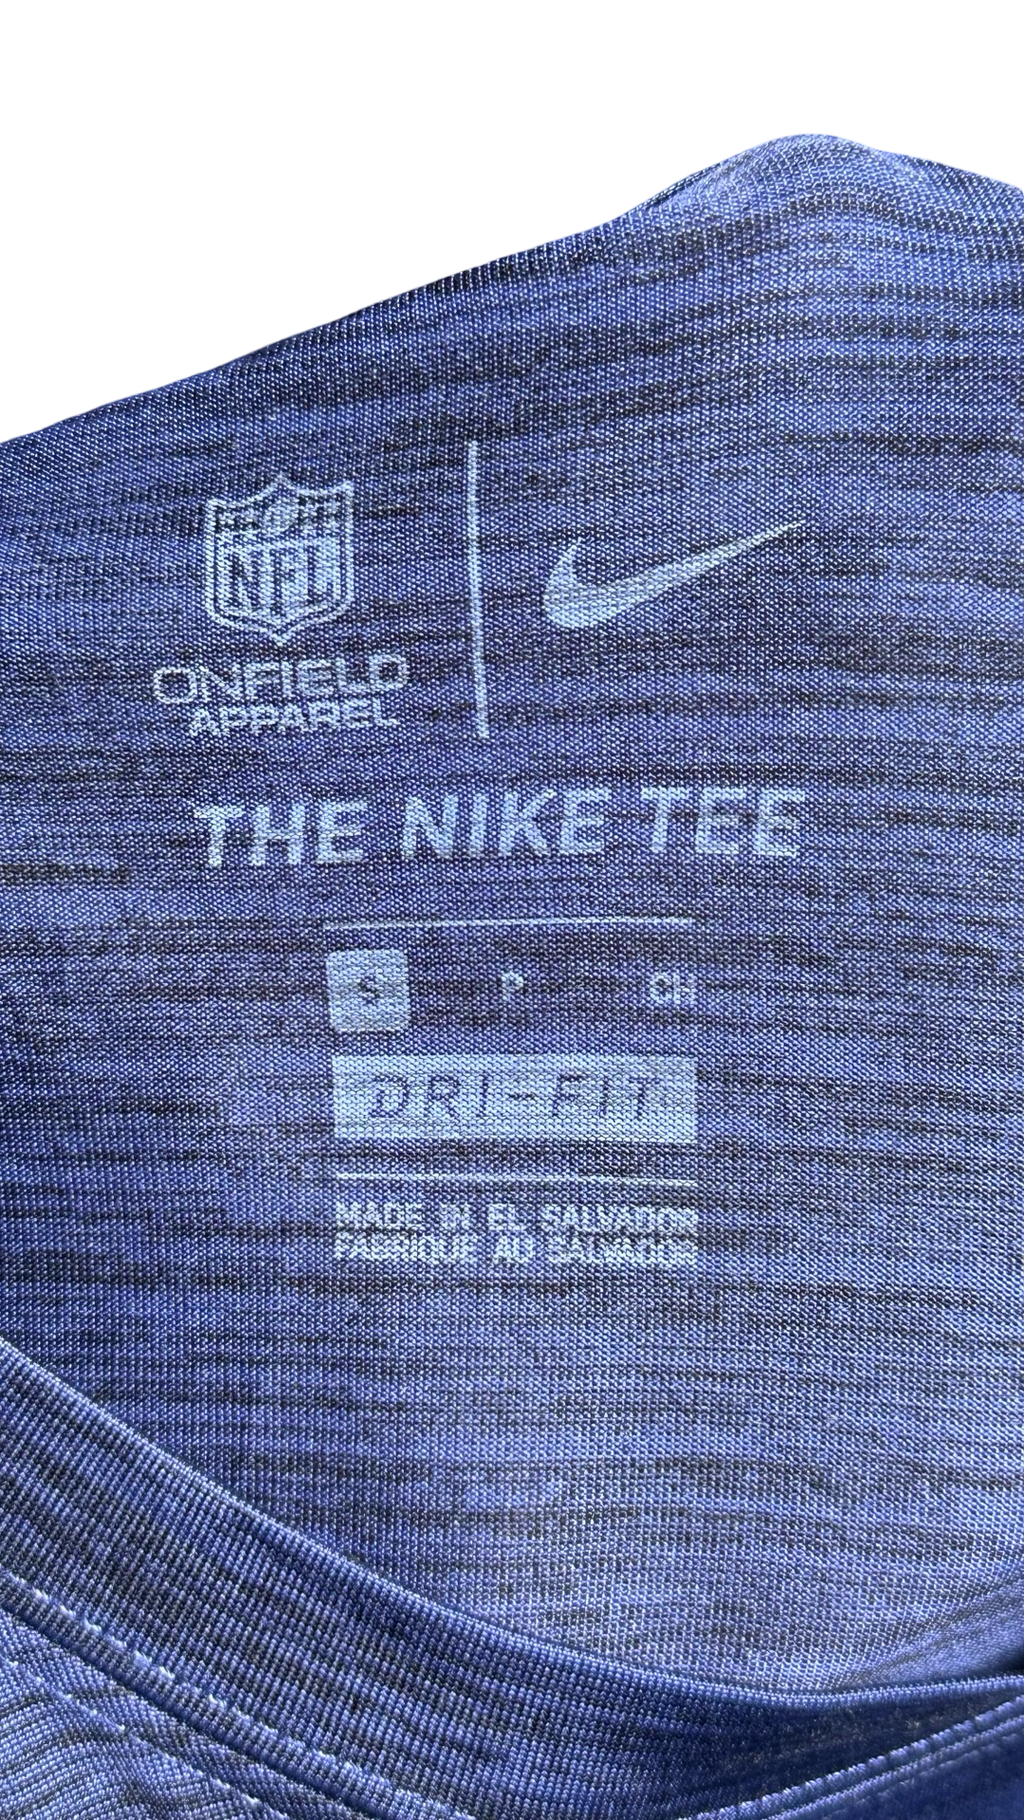 NFL
ONFIELD
APPAREL
THE NIKE TEE
S P CH
DRI-FIT
MADE IN EL SALVADOR
FABRIQUE AU SALVADOR